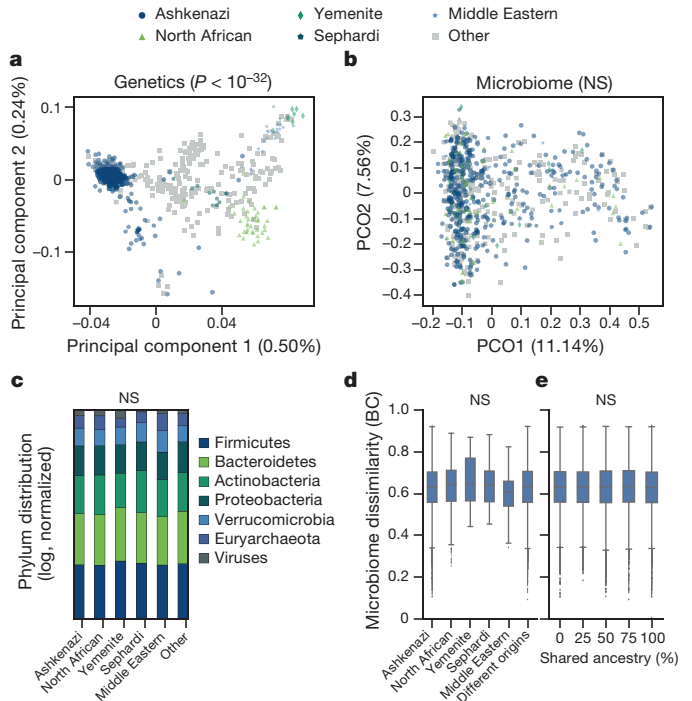 Ashkenazi Yemenite Middle Eastern
North African Sephardi Other
a
Genetics (P < 10⁻³²)
Principal component 2 (0.24%)
0.1
0
−0.1
−0.04 0 0.04
Principal component 1 (0.50%)
b
Microbiome (NS)
PCO2 (7.56%)
0.3
0.2
0.1
0
−0.1
−0.2
−0.3
−0.4
−0.2 −0.1 0 0.1 0.2 0.3 0.4 0.5
PCO1 (11.14%)
c
NS
Phylum distribution
(log, normalized)
Firmicutes
Bacteroidetes
Actinobacteria
Proteobacteria
Verrucomicrobia
Euryarchaeota
Viruses
Ashkenazi
North African
Yemenite
Sephardi
Middle Eastern
Other
d
NS
Microbiome dissimilarity (BC)
1.0
0.8
0.6
0.4
0.2
0
Ashkenazi
North African
Yemenite
Sephardi
Middle Eastern
Different origins
e
NS
0 25 50 75 100
Shared ancestry (%)